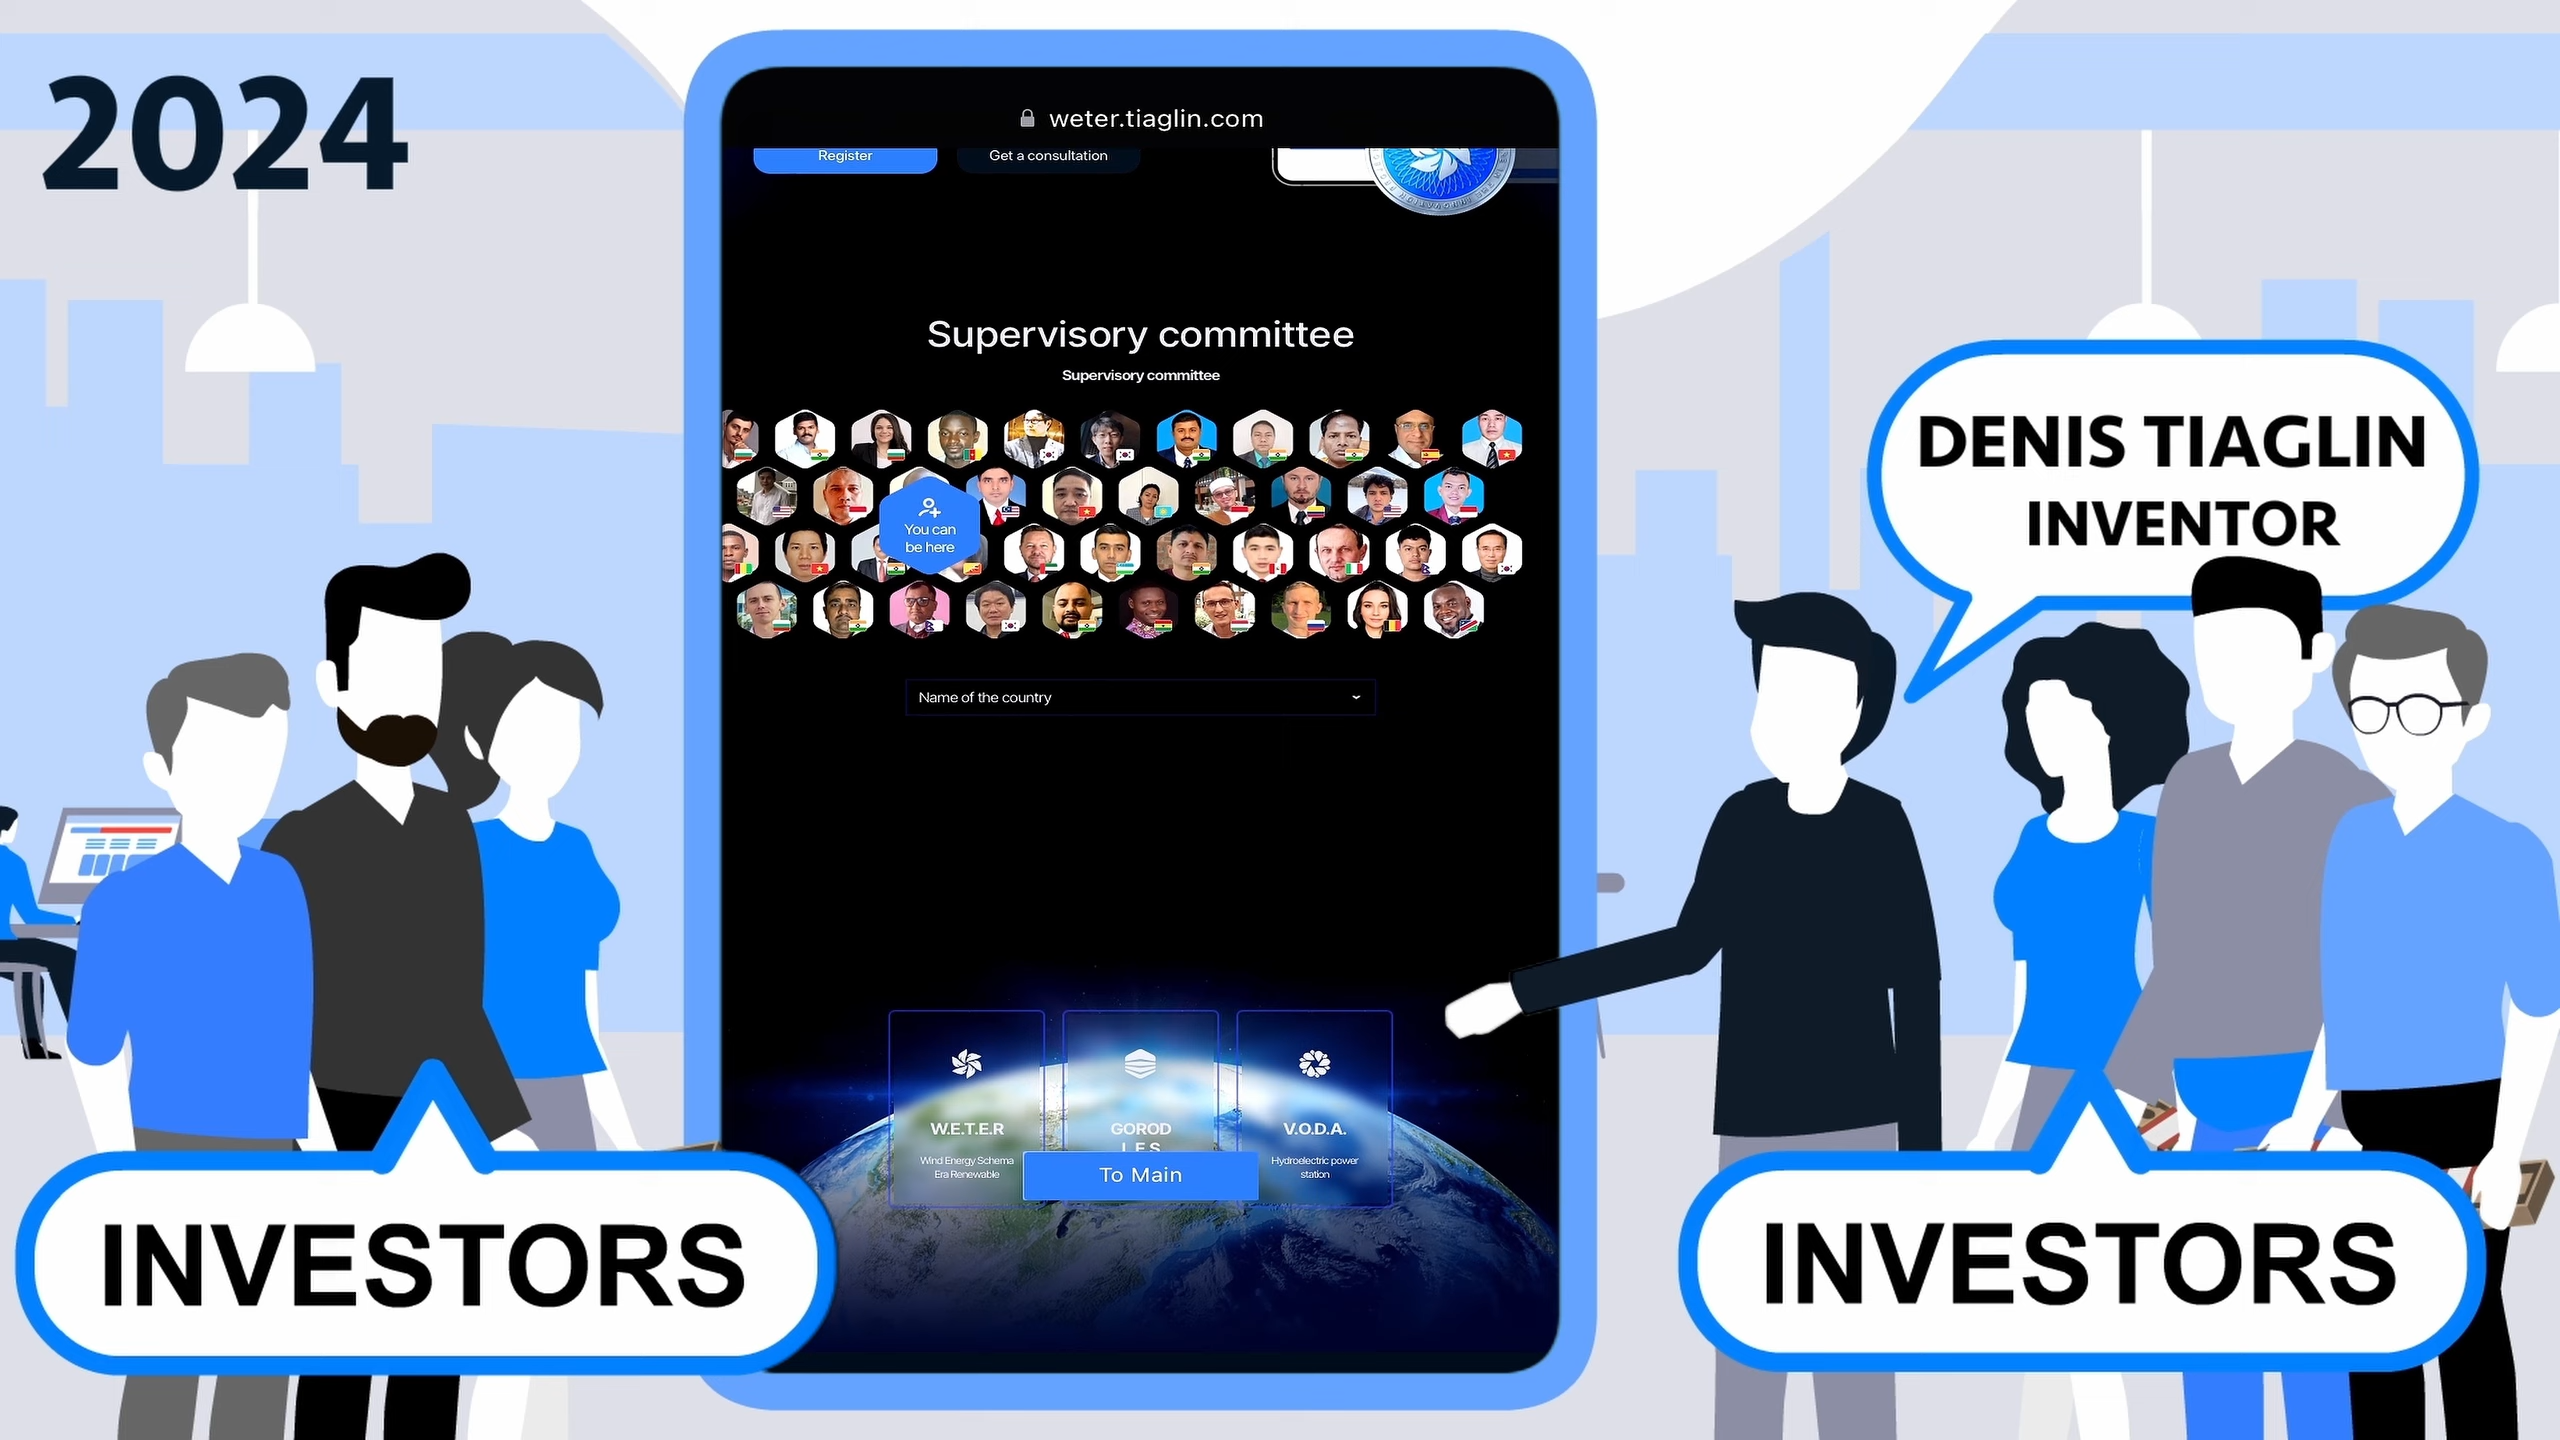 2024
weter.tiaglin.com
Register
Get a consultation
Supervisory committee
Supervisory committee
You can
be here
Name of the country
DENIS TIAGLIN
INVENTOR
W.E.T.E.R
Wind Energy Schema
Era Renewable
GOROD
L.E.S
V.O.D.A.
Hydroelectric power
station
To Main
INVESTORS
INVESTORS